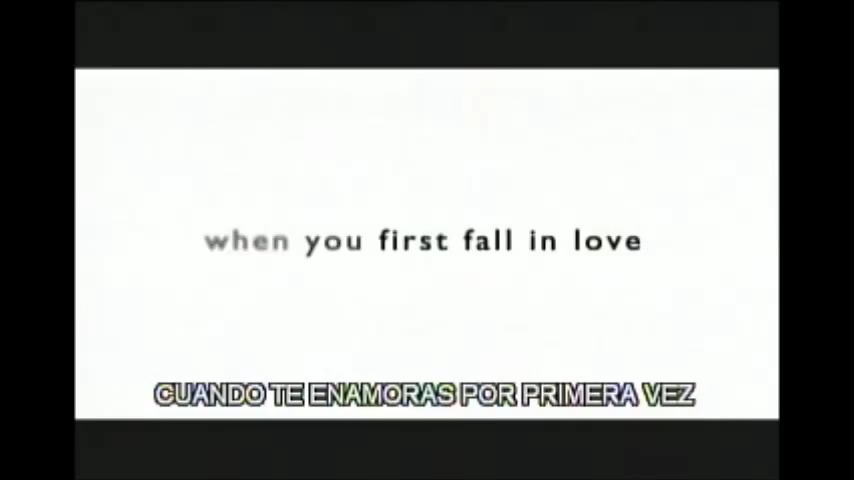 when you first fall in love
CUANDO TE ENAMORAS POR PRIMERA VEZ